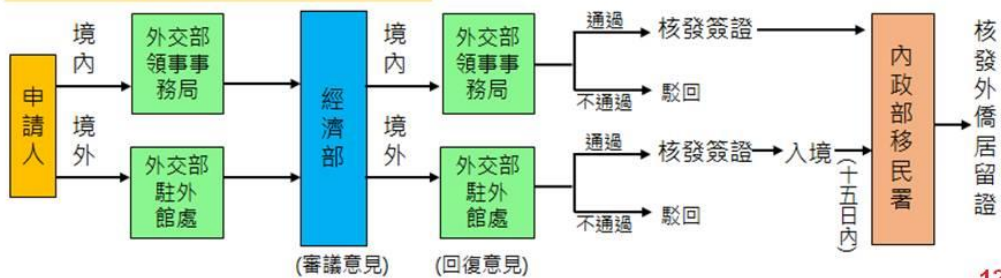 申請人
境內
境外
外交部
領事事
務局
外交部
駐外
館處
經濟部
(審議意見)
境內
境外
外交部
領事事
務局
外交部
駐外
館處
(回復意見)
通過
核發簽證
不通過
駁回
通過
核發簽證
入境
(十五日內)
不通過
駁回
內政部移民署
核發外僑居留證